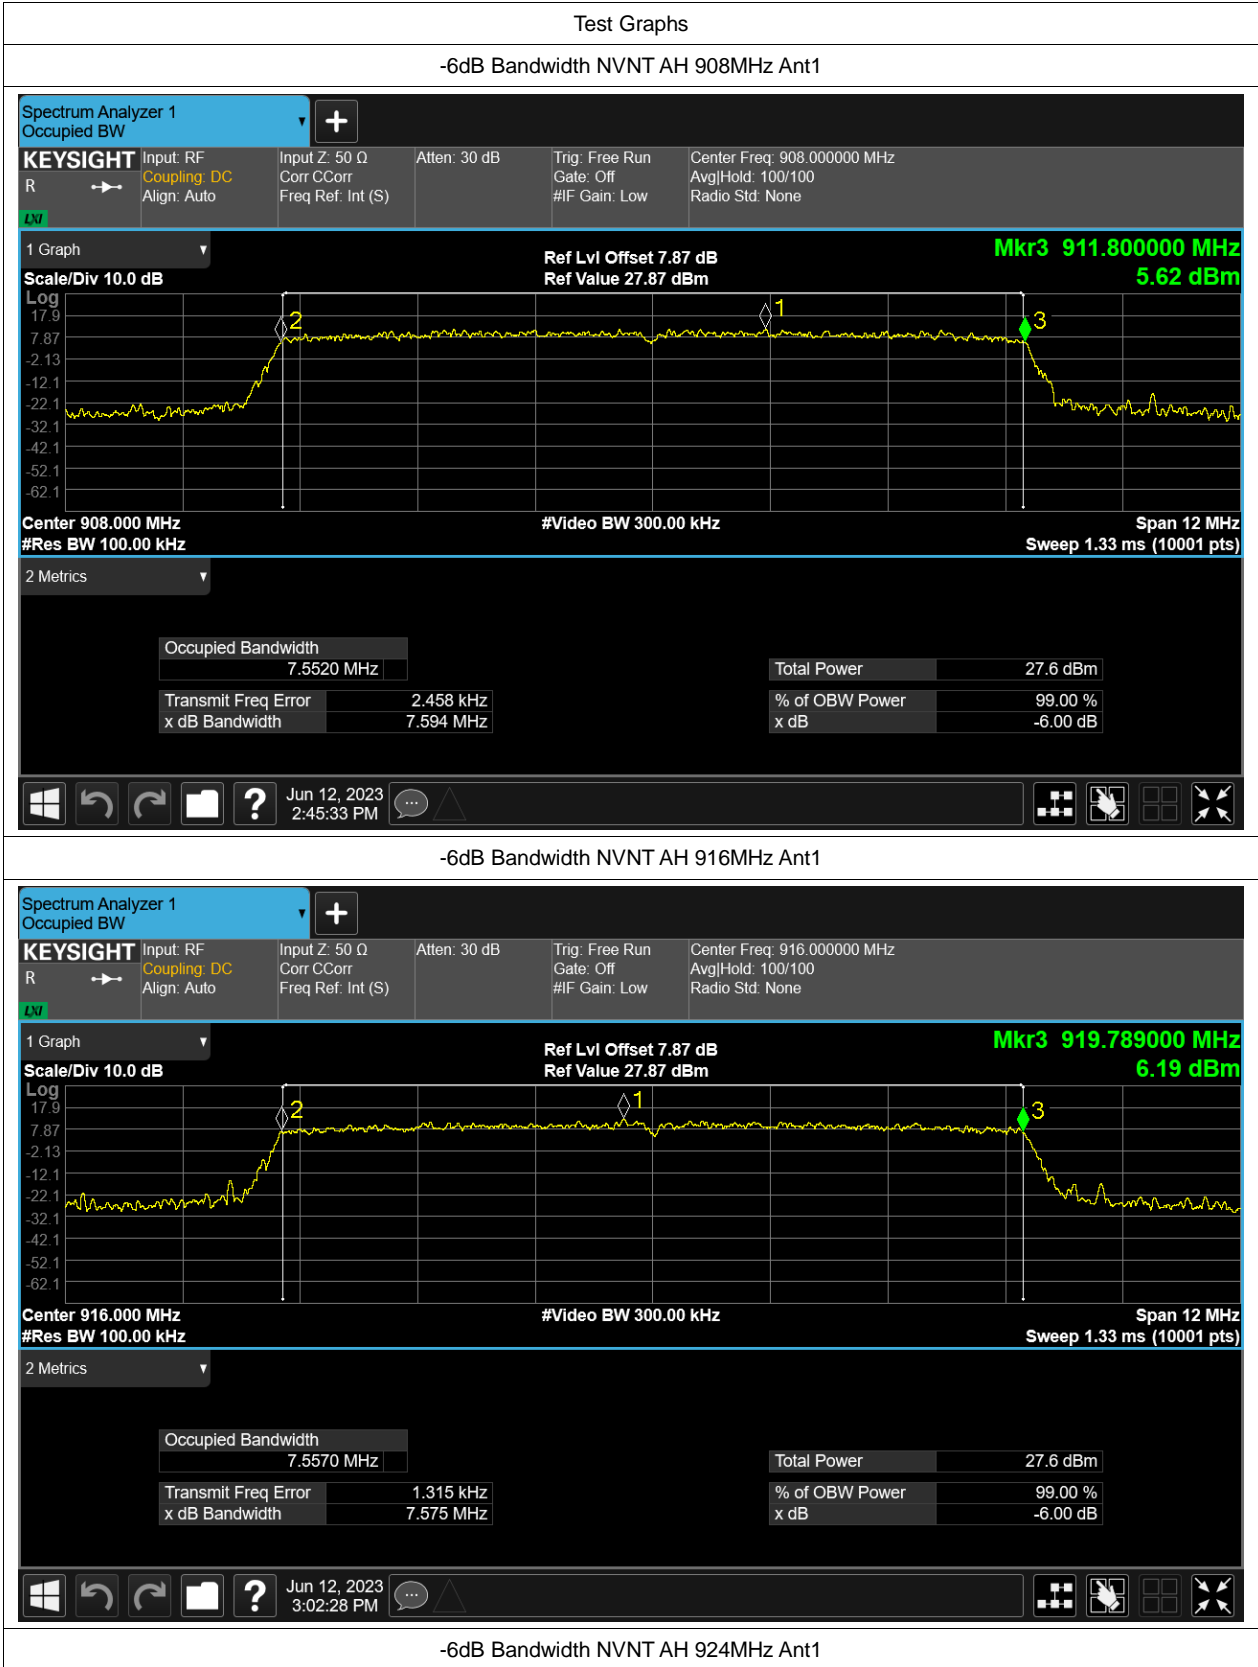 Test Graphs
-6dB Bandwidth NVNT AH 908MHz Ant1
Spectrum Analyzer 1
Occupied BW
KEYSIGHT Input: RF Input Z: 50 Ω Atten: 30 dB Trig: Free Run Center Freq: 908.000000 MHz
R Coupling: DC Corr CCorr Gate: Off Avg|Hold: 100/100
Align: Auto Freq Ref: Int (S) #IF Gain: Low Radio Std: None
LXI
1 Graph Ref Lvl Offset 7.87 dB Mkr3 911.800000 MHz
Scale/Div 10.0 dB Ref Value 27.87 dBm 5.62 dBm
Log
17.9
7.87
-2.13
-12.1
-22.1
-32.1
-42.1
-52.1
-62.1
2 1 3
Center 908.000 MHz #Video BW 300.00 kHz Span 12 MHz
#Res BW 100.00 kHz Sweep 1.33 ms (10001 pts)
2 Metrics
Occupied Bandwidth
7.5520 MHz Total Power 27.6 dBm
Transmit Freq Error 2.458 kHz % of OBW Power 99.00 %
x dB Bandwidth 7.594 MHz x dB -6.00 dB
Jun 12, 2023
2:45:33 PM
-6dB Bandwidth NVNT AH 916MHz Ant1
Spectrum Analyzer 1
Occupied BW
KEYSIGHT Input: RF Input Z: 50 Ω Atten: 30 dB Trig: Free Run Center Freq: 916.000000 MHz
R Coupling: DC Corr CCorr Gate: Off Avg|Hold: 100/100
Align: Auto Freq Ref: Int (S) #IF Gain: Low Radio Std: None
LXI
1 Graph Ref Lvl Offset 7.87 dB Mkr3 919.789000 MHz
Scale/Div 10.0 dB Ref Value 27.87 dBm 6.19 dBm
Log
17.9
7.87
-2.13
-12.1
-22.1
-32.1
-42.1
-52.1
-62.1
2 1 3
Center 916.000 MHz #Video BW 300.00 kHz Span 12 MHz
#Res BW 100.00 kHz Sweep 1.33 ms (10001 pts)
2 Metrics
Occupied Bandwidth
7.5570 MHz Total Power 27.6 dBm
Transmit Freq Error 1.315 kHz % of OBW Power 99.00 %
x dB Bandwidth 7.575 MHz x dB -6.00 dB
Jun 12, 2023
3:02:28 PM
-6dB Bandwidth NVNT AH 924MHz Ant1